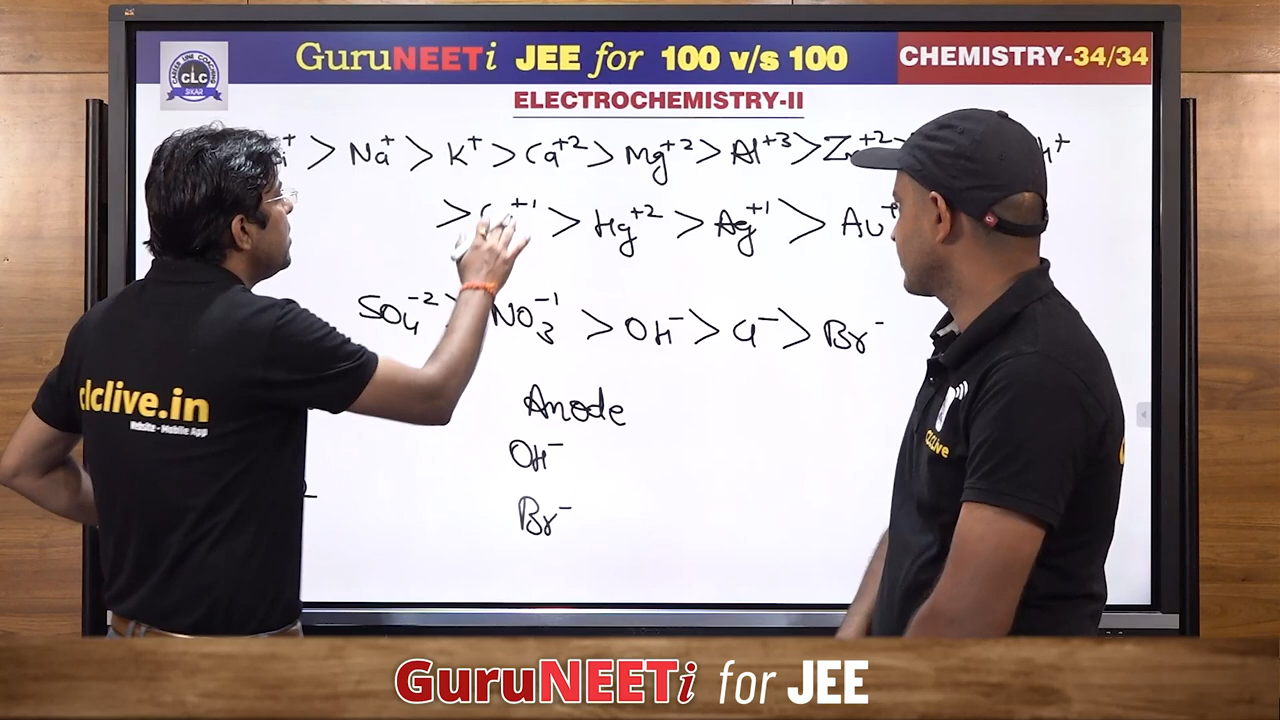 GuruNEETi JEE for 100 v/s 100
CHEMISTRY-34/34
CAREER LINE COACHING
CLC
SIKAR
ELECTROCHEMISTRY-II
> Na⁺ > K⁺ > Ca⁺² > Mg⁺² > Al⁺³ > Zn⁺²
> > Hg⁺² > Ag⁺¹ > Au
SO₄⁻² > NO₃⁻¹ > OH⁻ > Cl⁻ > Br⁻
Anode
OH⁻
Br⁻
clclive.in
Website - Mobile App
CLCLive
GuruNEETi for JEE